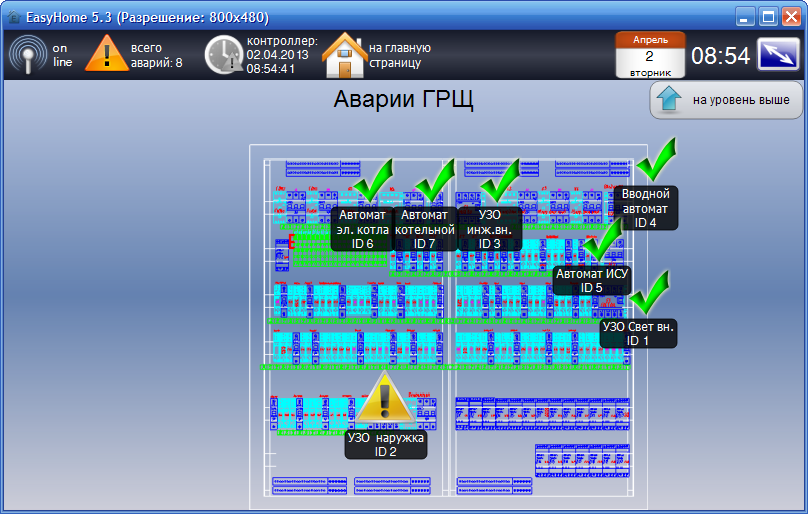 EasyHome 5.3 (Разрешение: 800x480)
on
line
всего
аварий: 8
контроллер:
02.04.2013
08:54:41
на главную
страницу
Апрель
2
вторник
08:54
Аварии ГРЩ
на уровень выше
Вводной
автомат
ID 4
Автомат
эл. котла
ID 6
Автомат
котельной
ID 7
УЗО
инж.вн.
ID 3
Автомат ИСУ
ID 5
УЗО Свет вн.
ID 1
УЗО наружка
ID 2